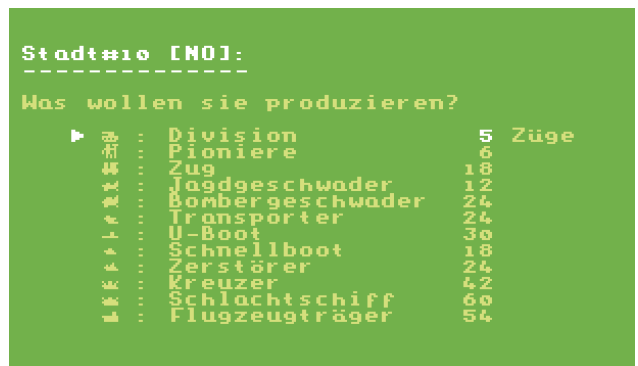 Stadt#10 [NO]:
---------------
Was wollen sie produzieren?
: Division 5 Züge
: Pioniere 6
: Zug 18
: Jagdgeschwader 12
: Bombergeschwader 24
: Transporter 24
: U-Boot 30
: Schnellboot 18
: Zerstörer 24
: Kreuzer 42
: Schlachtschiff 60
: Flugzeugträger 54